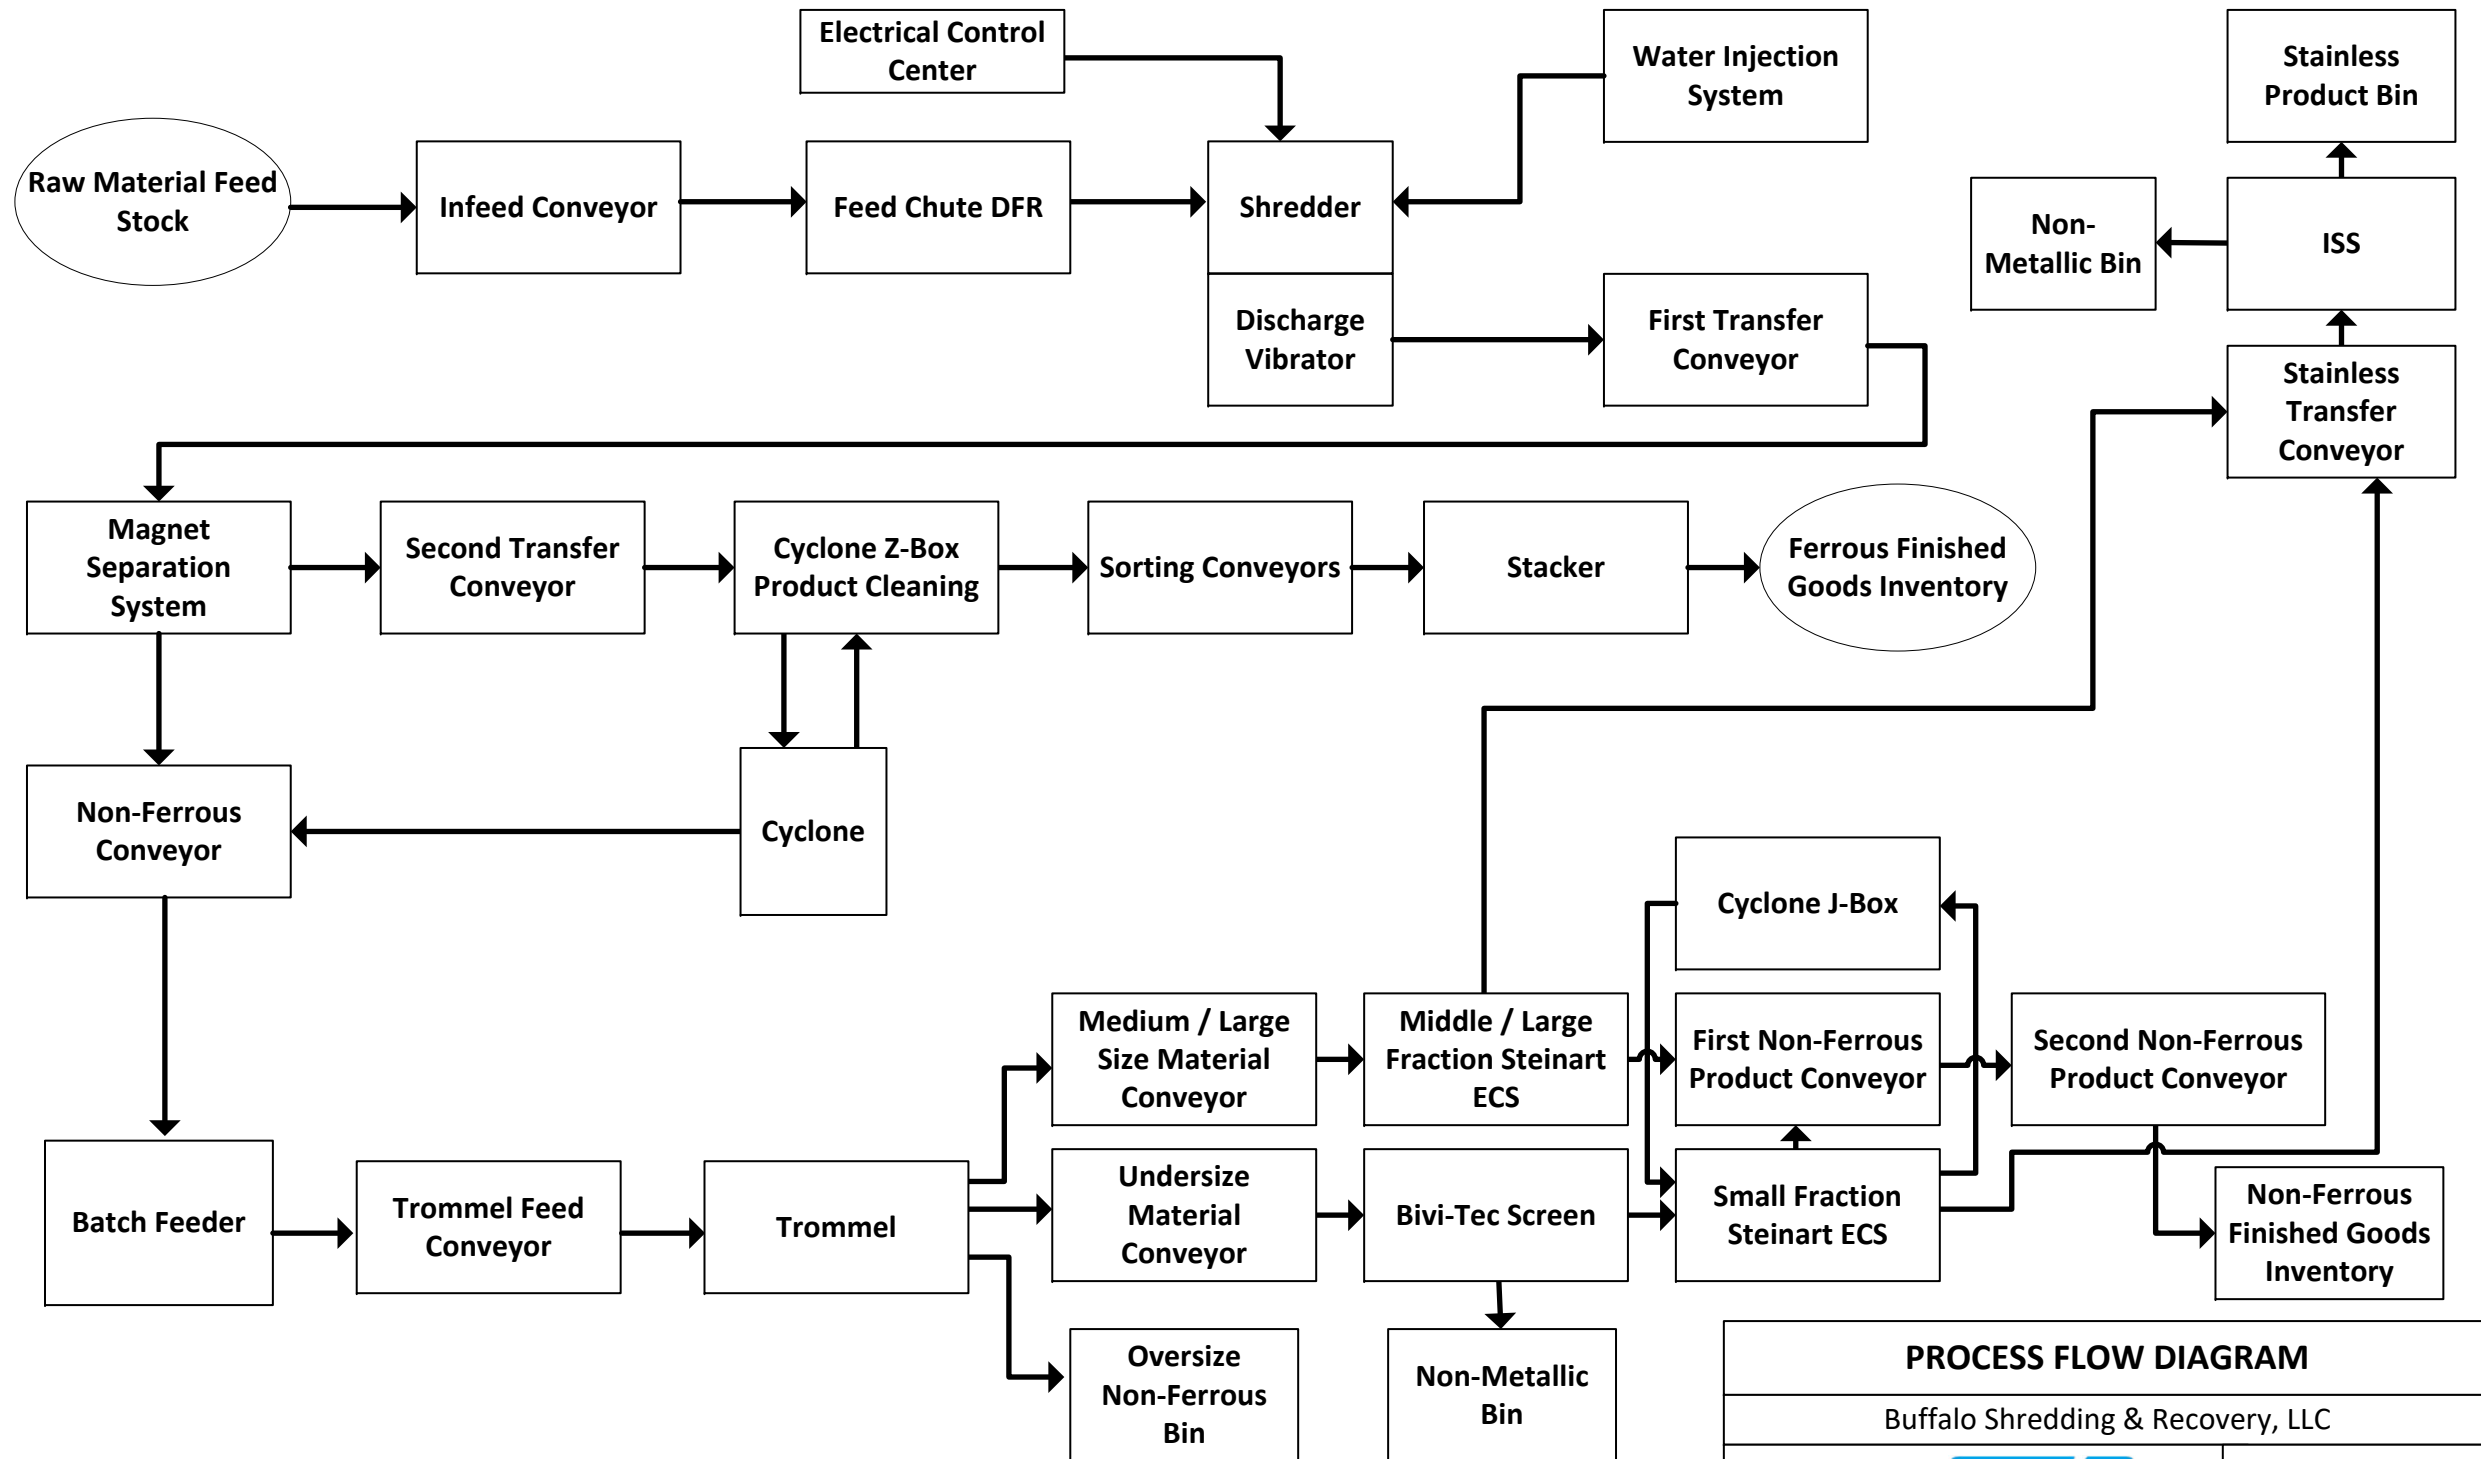 Electrical Control
Center
Water Injection
System
Stainless
Product Bin
Raw Material Feed
Stock
Infeed Conveyor
Feed Chute DFR
Shredder
Non-
Metallic Bin
ISS
Discharge
Vibrator
First Transfer
Conveyor
Stainless
Transfer
Conveyor
Magnet
Separation
System
Second Transfer
Conveyor
Cyclone Z-Box
Product Cleaning
Sorting Conveyors
Stacker
Ferrous Finished
Goods Inventory
Non-Ferrous
Conveyor
Cyclone
Cyclone J-Box
Medium / Large
Size Material
Conveyor
Middle / Large
Fraction Steinart
ECS
First Non-Ferrous
Product Conveyor
Second Non-Ferrous
Product Conveyor
Batch Feeder
Trommel Feed
Conveyor
Trommel
Undersize
Material
Conveyor
Bivi-Tec Screen
Small Fraction
Steinart ECS
Non-Ferrous
Finished Goods
Inventory
Oversize
Non-Ferrous
Bin
Non-Metallic
Bin
PROCESS FLOW DIAGRAM
Buffalo Shredding & Recovery, LLC